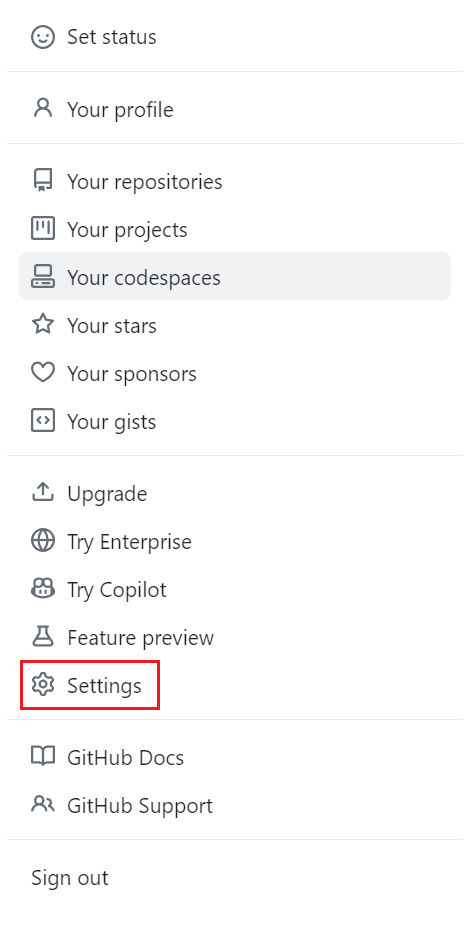 Set status
Your profile
Your repositories
Your projects
Your codespaces
Your stars
Your sponsors
Your gists
Upgrade
Try Enterprise
Try Copilot
Feature preview
Settings
GitHub Docs
GitHub Support
Sign out